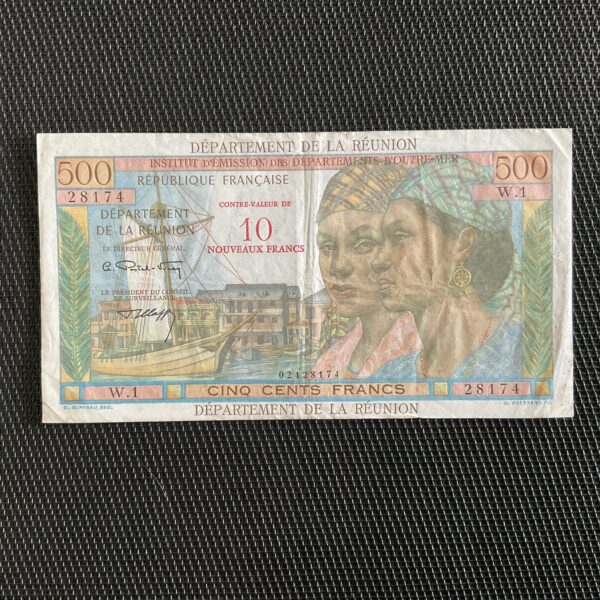 DÉPARTEMENT DE LA RÉUNION
INSTITUT D'ÉMISSION DES DÉPARTEMENTS D'OUTRE-MER
500
500
28174
W.1
RÉPUBLIQUE FRANÇAISE
CONTRE-VALEUR DE
10
NOUVEAUX FRANCS
DÉPARTEMENT
DE LA RÉUNION
LE DIRECTEUR GÉNÉRAL,
LE PRÉSIDENT DU CONSEIL
DE SURVEILLANCE,
02428174
W.1
CINQ CENTS FRANCS
28174
DÉPARTEMENT DE LA RÉUNION